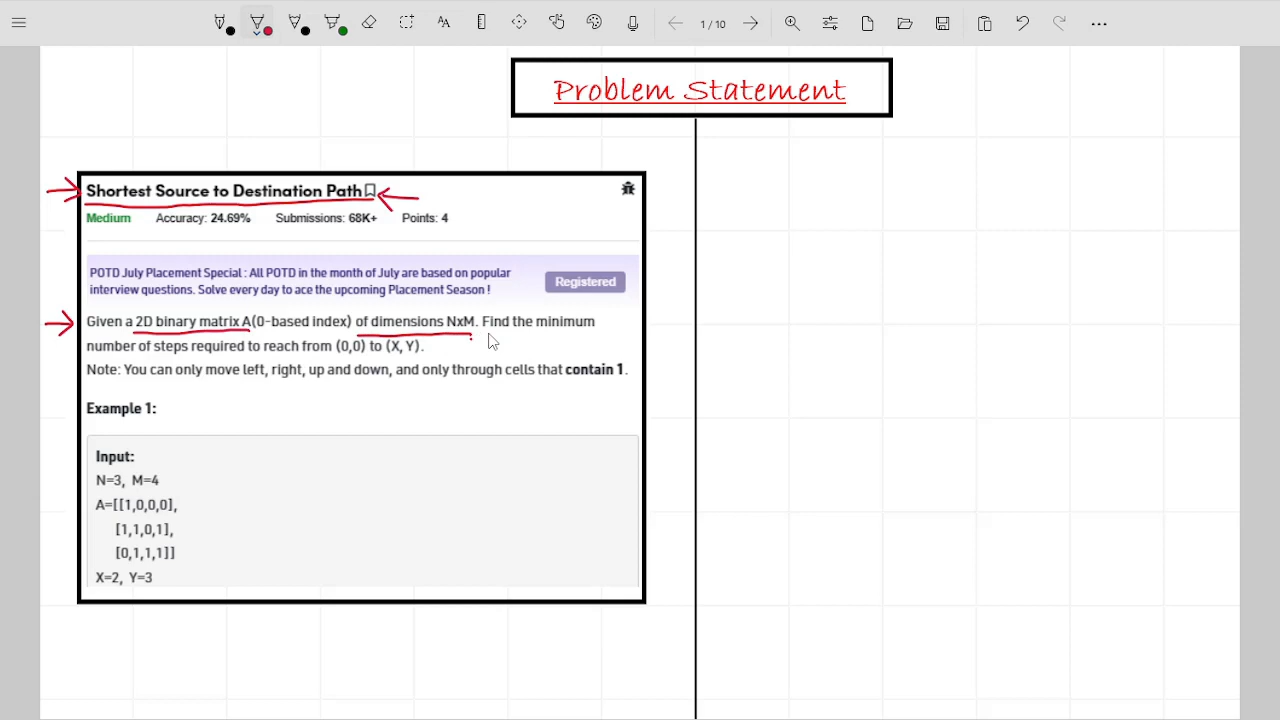 1 / 10
Problem Statement
Shortest Source to Destination Path
Medium Accuracy: 24.69% Submissions: 68K+ Points: 4
POTD July Placement Special : All POTD in the month of July are based on popular
interview questions. Solve every day to ace the upcoming Placement Season !
Registered
Given a 2D binary matrix A(0-based index) of dimensions NxM. Find the minimum
number of steps required to reach from (0,0) to (X, Y).
Note: You can only move left, right, up and down, and only through cells that contain 1.
Example 1:
Input:
N=3, M=4
A=[[1,0,0,0],
[1,1,0,1],
[0,1,1,1]]
X=2, Y=3